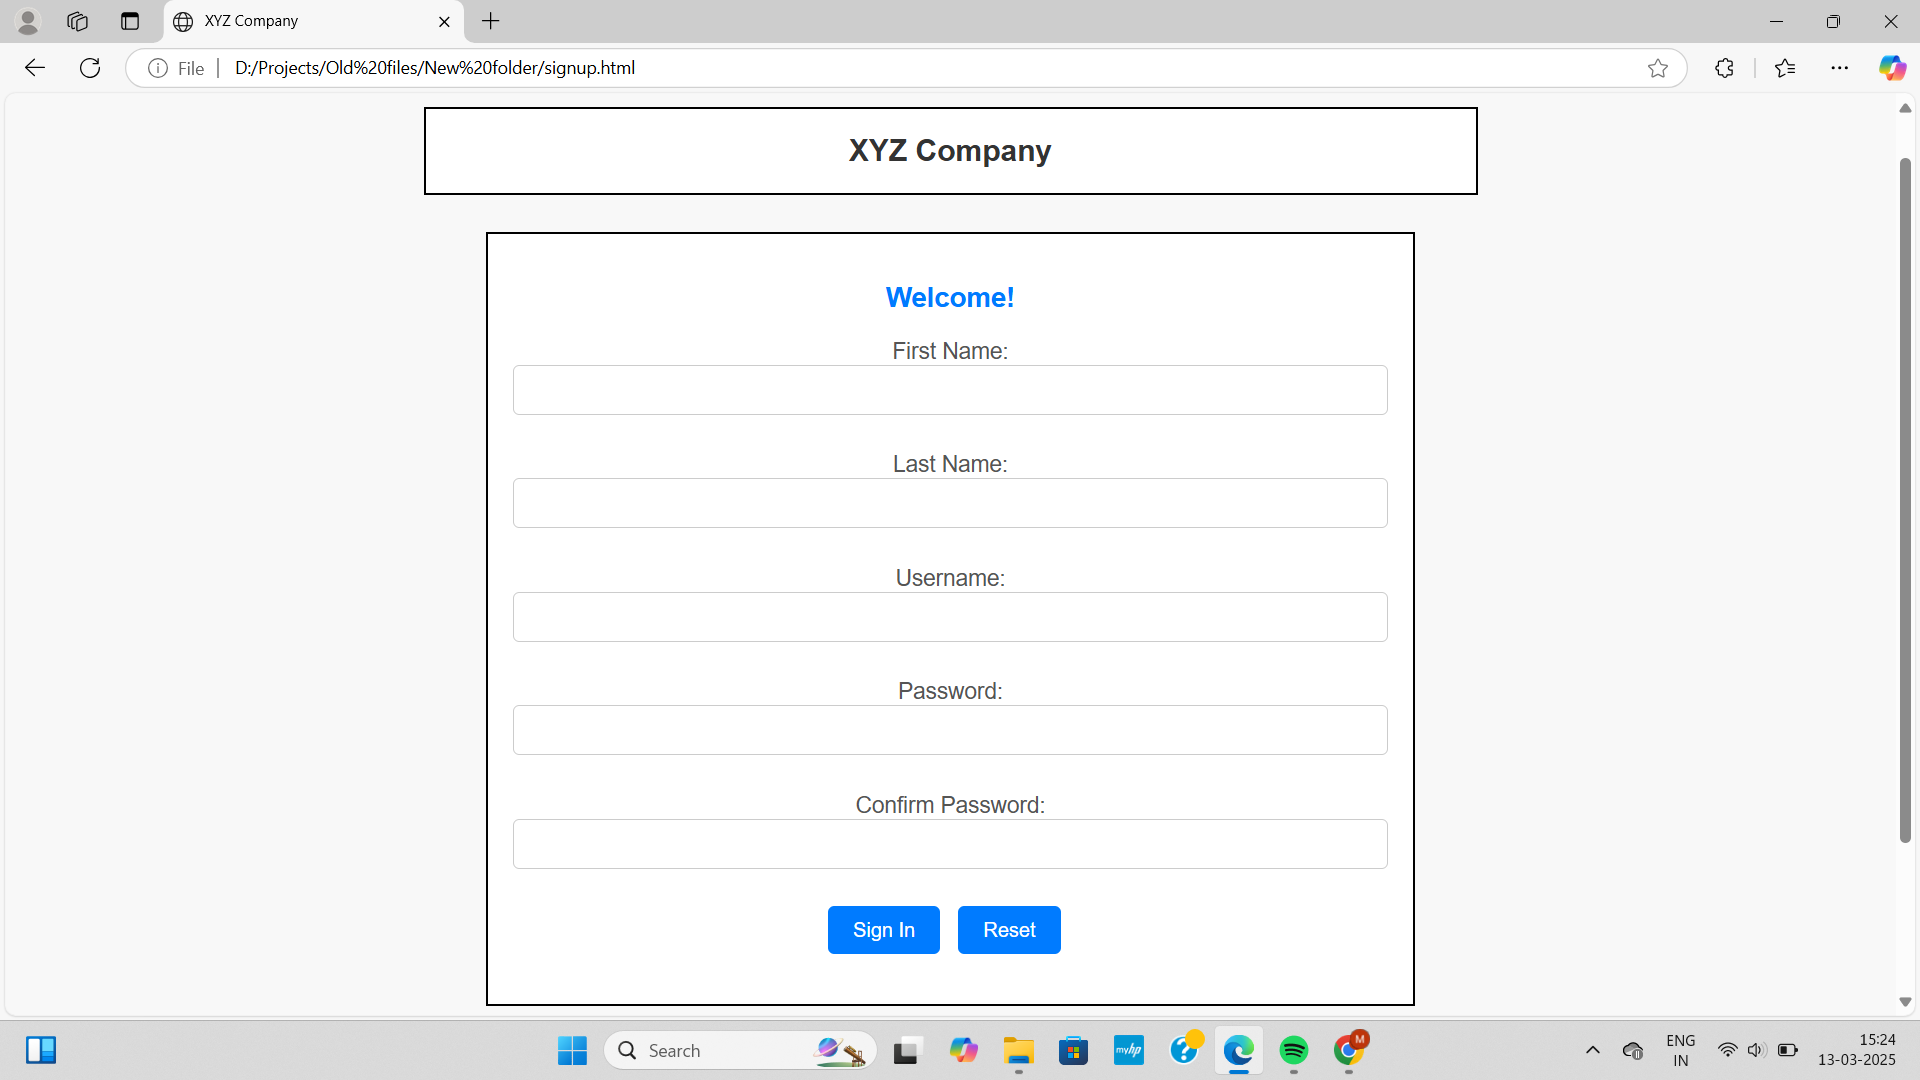 XYZ Company
File
D:/Projects/Old%20files/New%20folder/signup.html
XYZ Company
Welcome!
First Name:
Last Name:
Username:
Password:
Confirm Password:
Sign In
Reset
Search
myhp
?
M
ENG
IN
15:24
13-03-2025